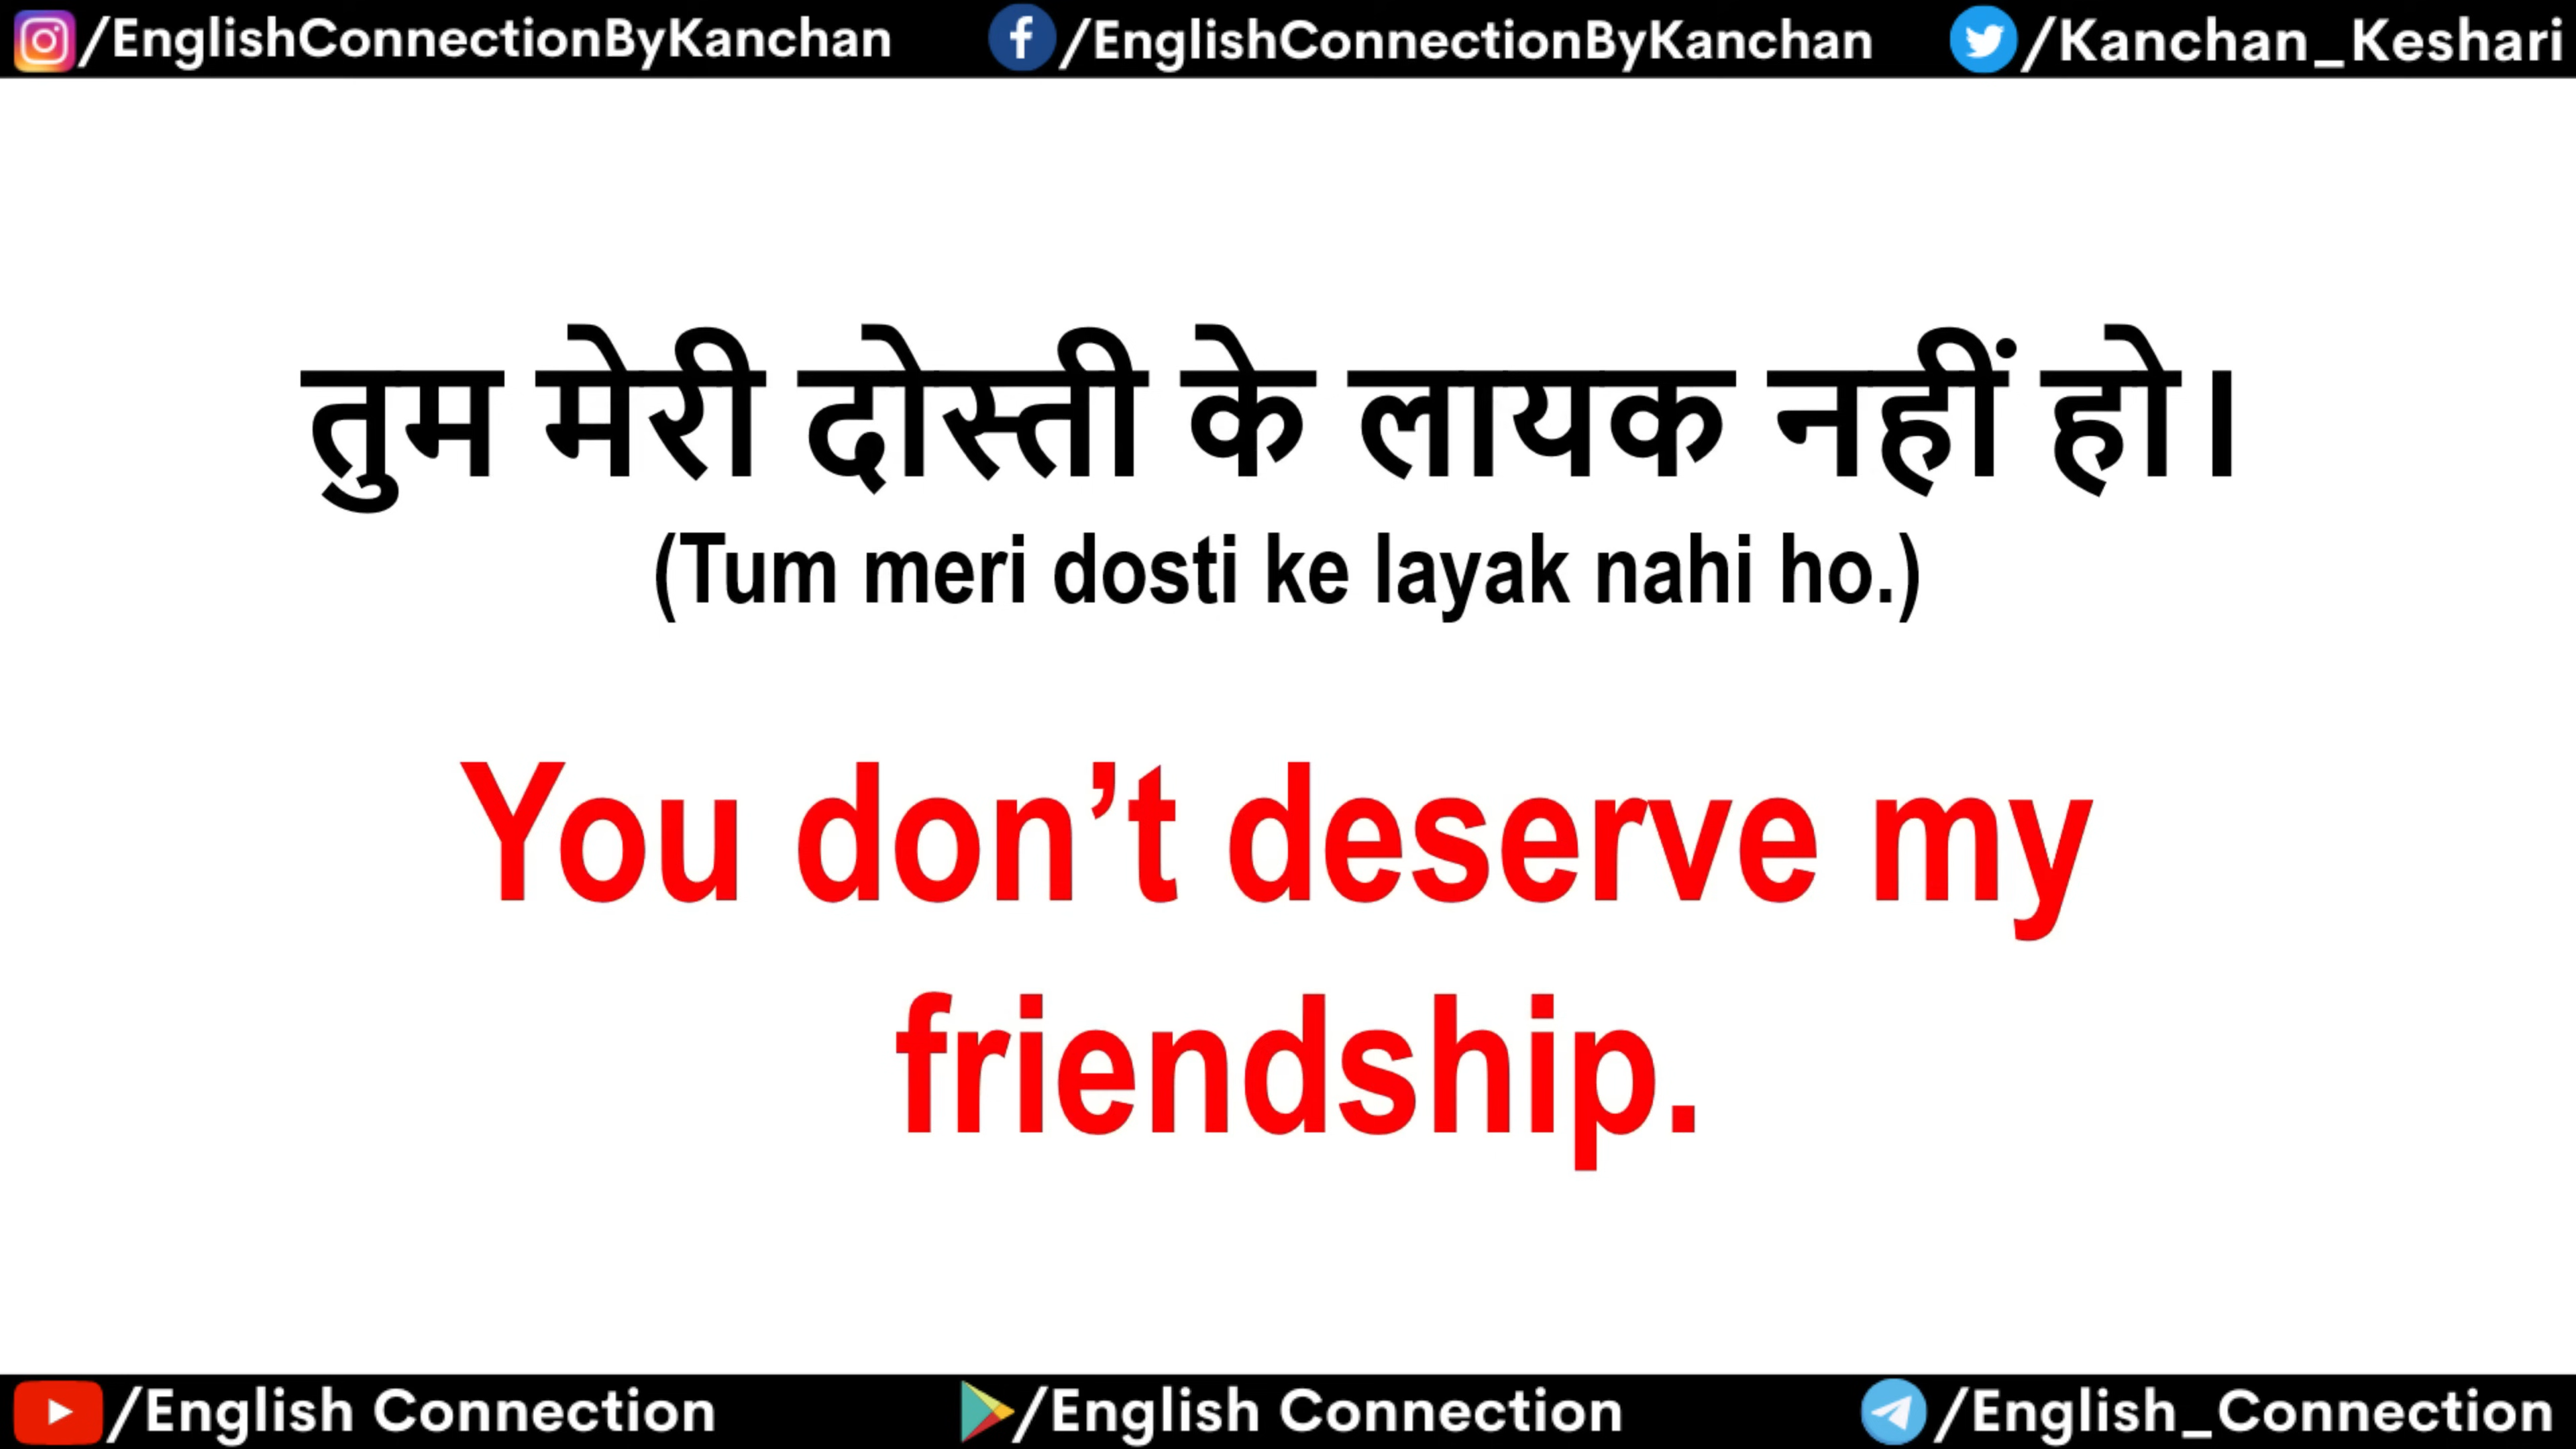 /EnglishConnectionByKanchan /EnglishConnectionByKanchan /Kanchan_Keshari
तुम मेरी दोस्ती के लायक नहीं हो।
(Tum meri dosti ke layak nahi ho.)
You don’t deserve my
friendship.
/English Connection /English Connection /English_Connection